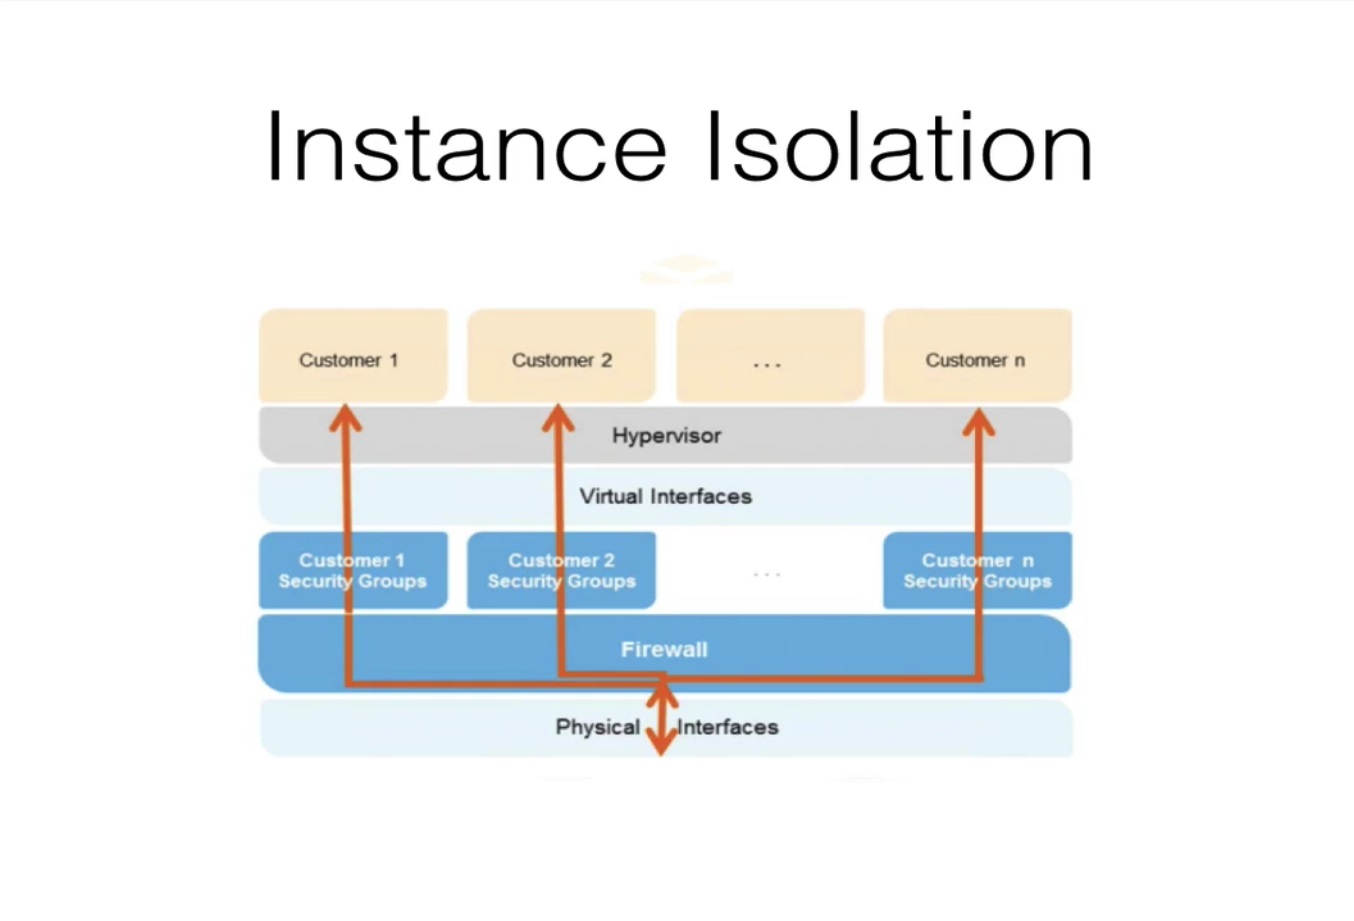 Instance Isolation
Customer 1
Customer 2
...
Customer n
Hypervisor
Virtual Interfaces
Customer 1
Security Groups
Customer 2
Security Groups
...
Customer n
Security Groups
Firewall
Physical Interfaces